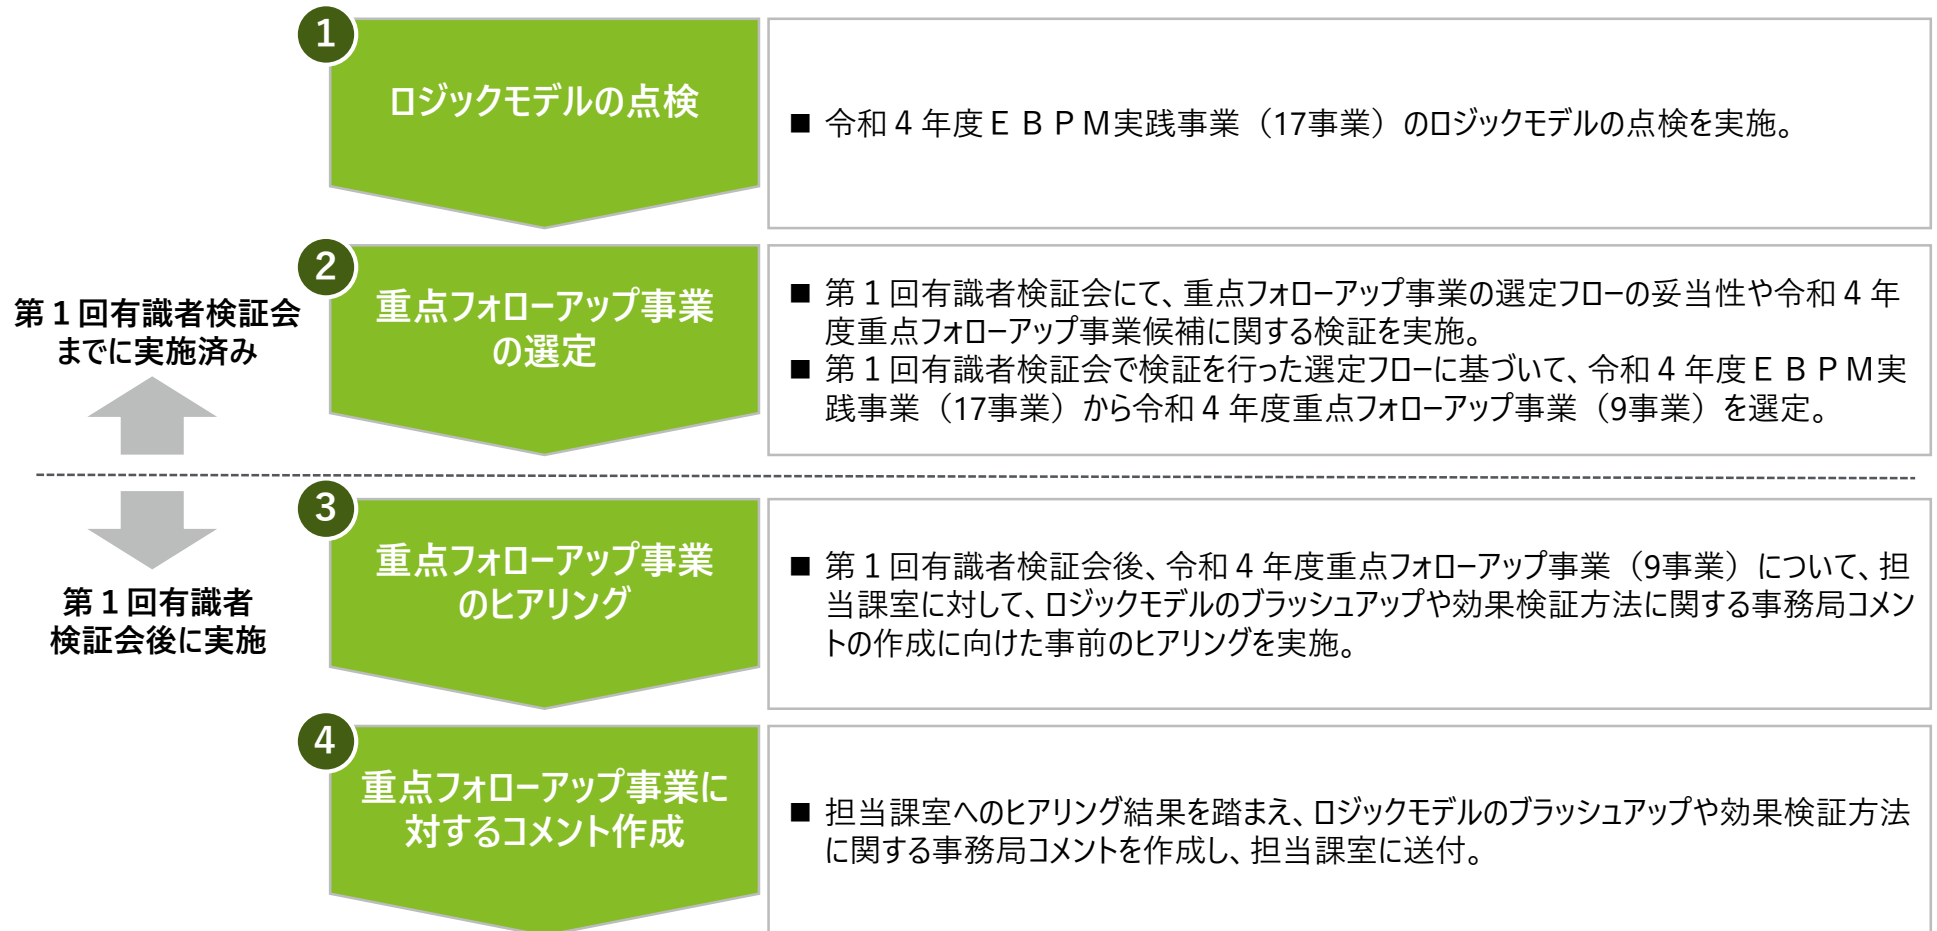 1
ロジックモデルの点検
■ 令和４年度ＥＢＰＭ実践事業（17事業）のロジックモデルの点検を実施。
第１回有識者検証会
までに実施済み
2
重点フォローアップ事業
の選定
■ 第１回有識者検証会にて、重点フォローアップ事業の選定フローの妥当性や令和４年
度重点フォローアップ事業候補に関する検証を実施。
■ 第１回有識者検証会で検証を行った選定フローに基づいて、令和４年度ＥＢＰＭ実
践事業（17事業）から令和４年度重点フォローアップ事業（9事業）を選定。
第１回有識者
検証会後に実施
3
重点フォローアップ事業
のヒアリング
■ 第１回有識者検証会後、令和４年度重点フォローアップ事業（9事業）について、担
当課室に対して、ロジックモデルのブラッシュアップや効果検証方法に関する事務局コメン
トの作成に向けた事前のヒアリングを実施。
4
重点フォローアップ事業に
対するコメント作成
■ 担当課室へのヒアリング結果を踏まえ、ロジックモデルのブラッシュアップや効果検証方法
に関する事務局コメントを作成し、担当課室に送付。